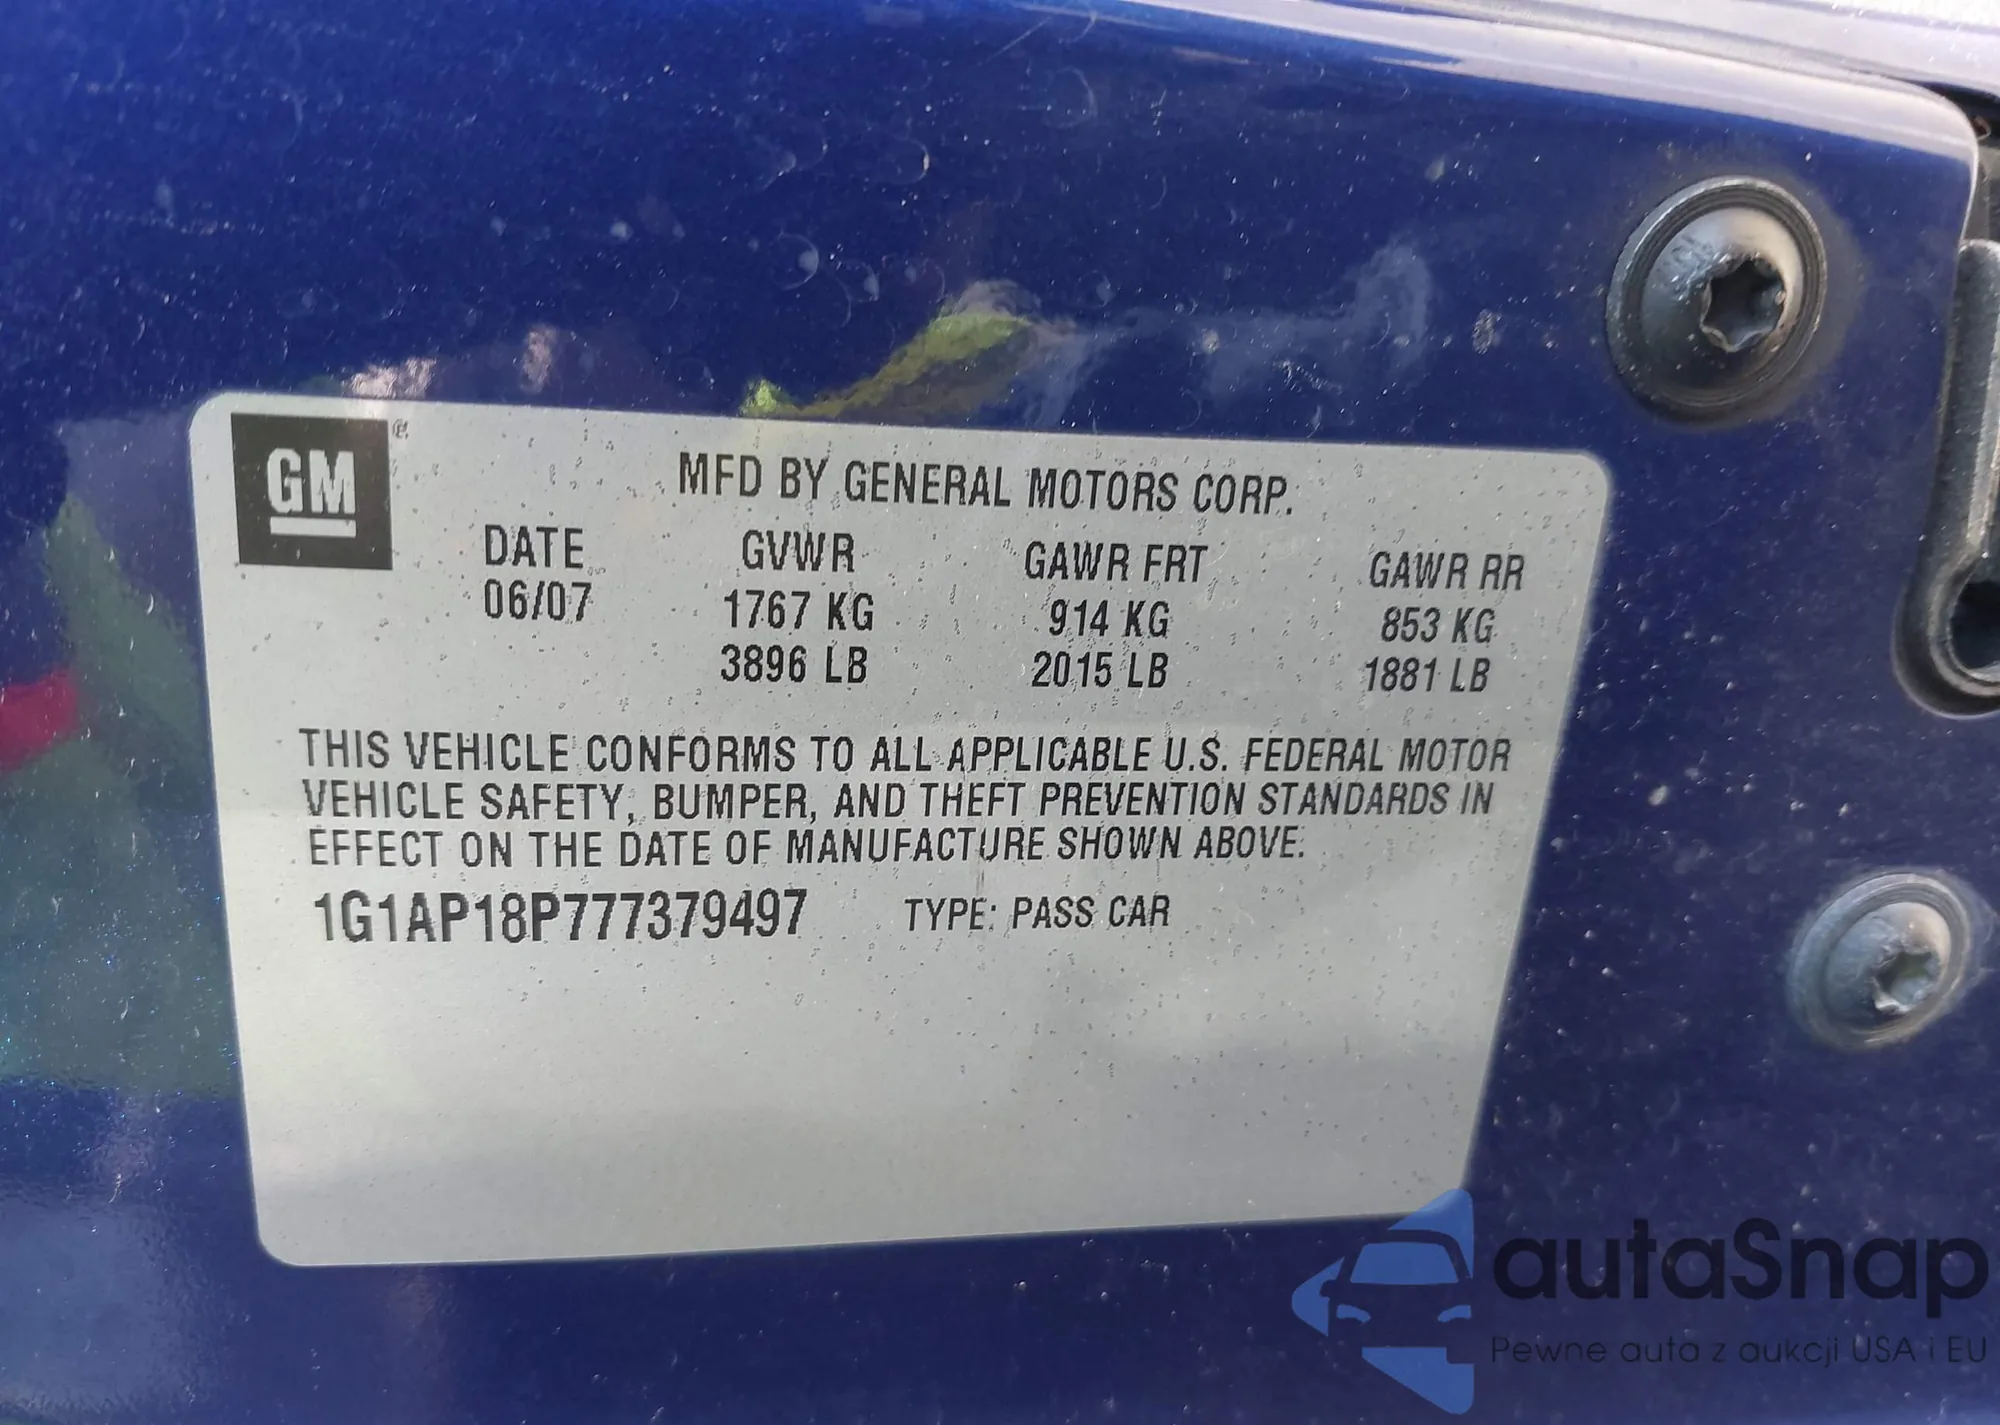 GM ®
MFD BY GENERAL MOTORS CORP.
DATE GVWR GAWR FRT GAWR RR
06/07 1767 KG 914 KG 853 KG
3896 LB 2015 LB 1881 LB
THIS VEHICLE CONFORMS TO ALL APPLICABLE U.S. FEDERAL MOTOR
VEHICLE SAFETY, BUMPER, AND THEFT PREVENTION STANDARDS IN
EFFECT ON THE DATE OF MANUFACTURE SHOWN ABOVE.
1G1AP18P777379497 TYPE: PASS CAR
autaSnap
Pewne auta z aukcji USA i EU